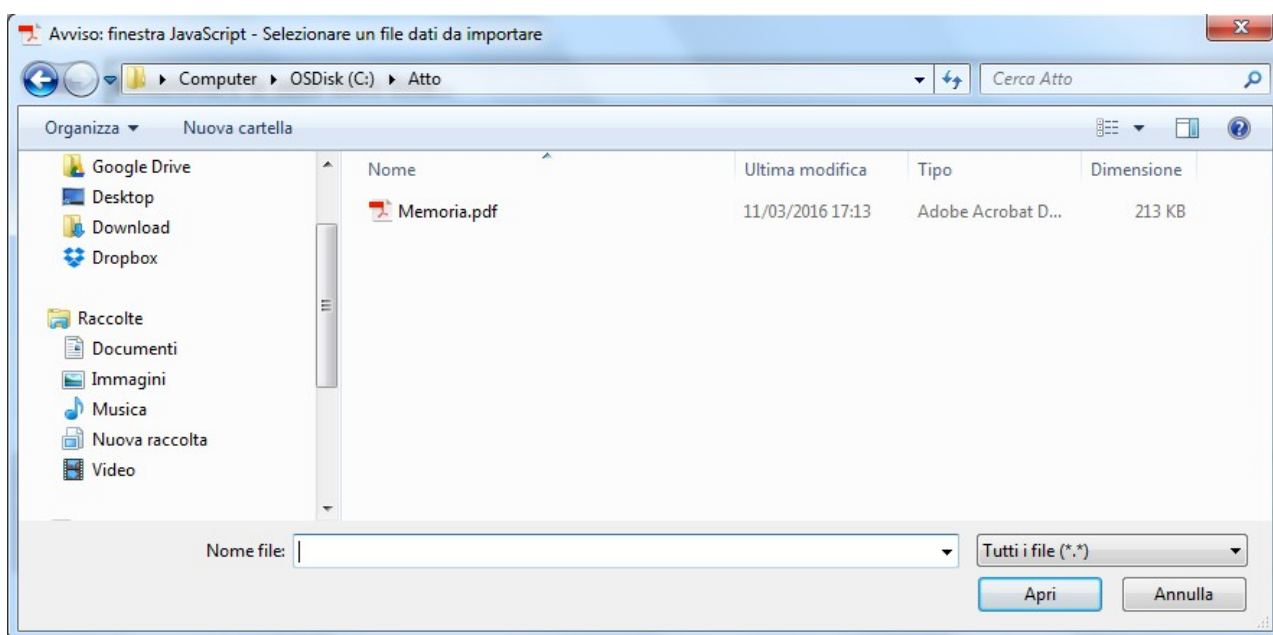 Avviso: finestra JavaScript - Selezionare un file dati da importare
Computer OSDisk (C:) Atto
Cerca Atto
Organizza Nuova cartella
Google Drive
Desktop
Download
Dropbox
Raccolte
Documenti
Immagini
Musica
Nuova raccolta
Video
Nome Ultima modifica Tipo Dimensione
Memoria.pdf 11/03/2016 17:13 Adobe Acrobat D... 213 KB
Nome file:
Tutti i file (*.*)
Apri Annulla